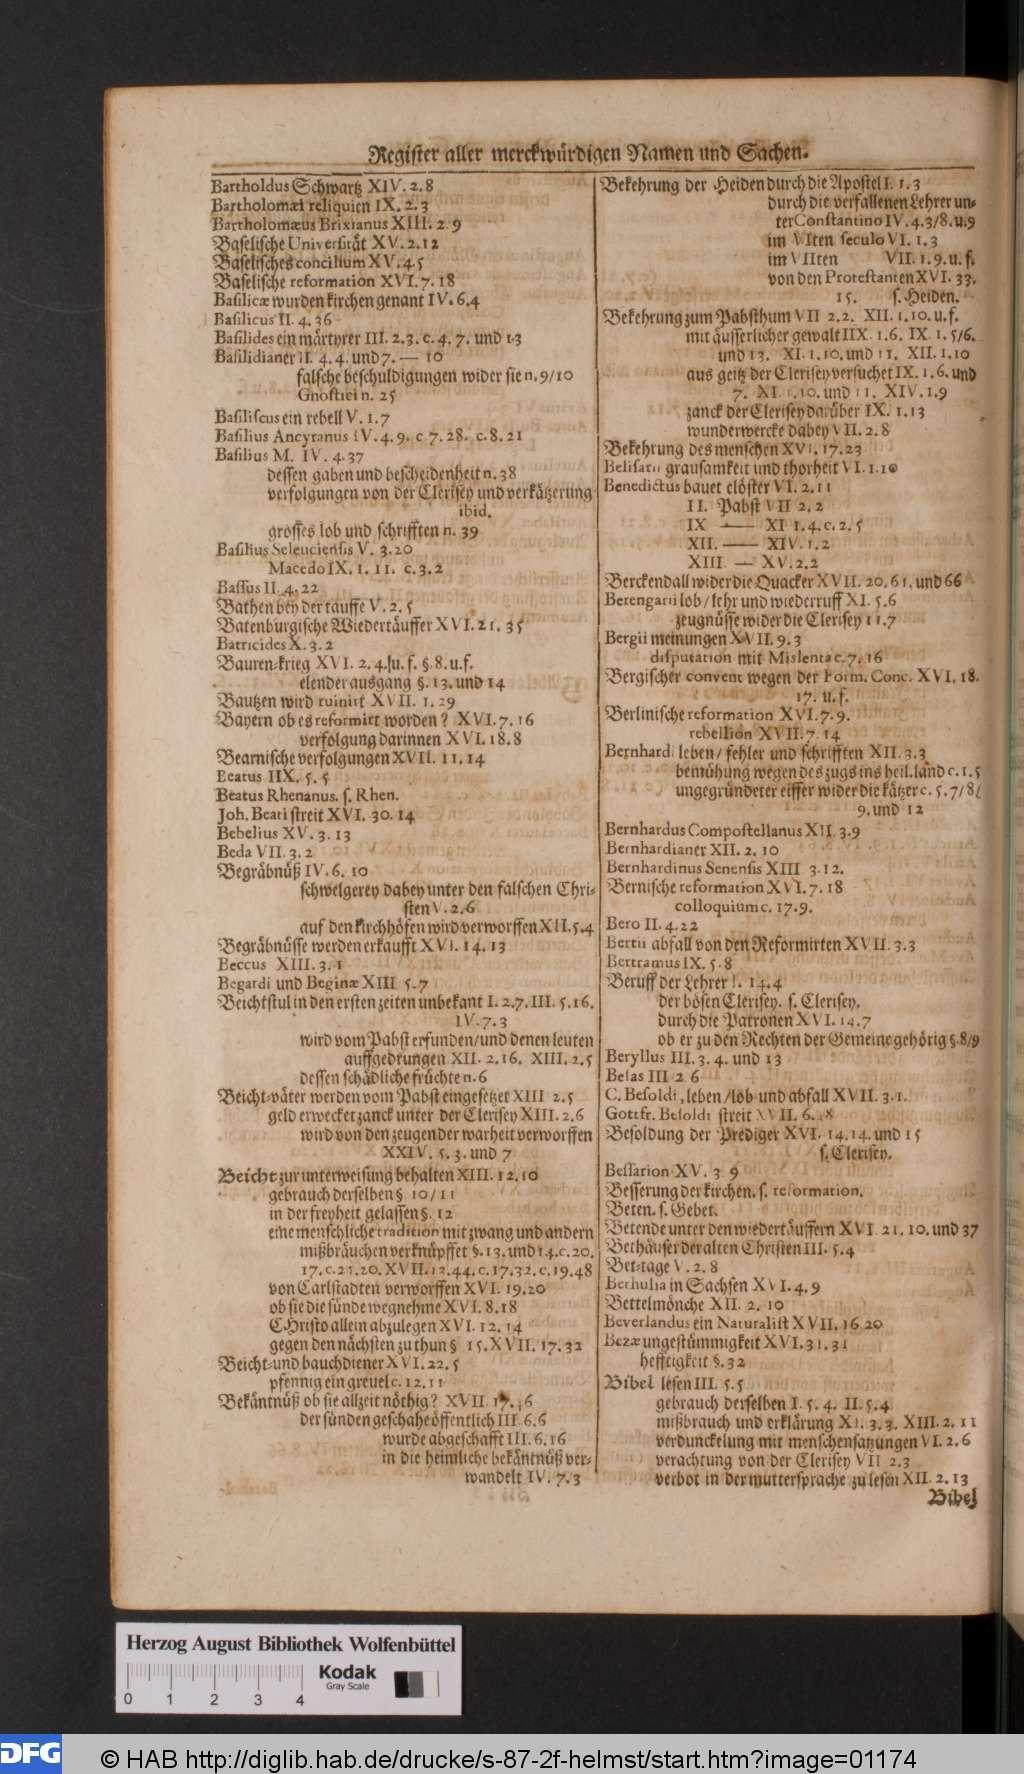 Register aller merckwürdigen Namen und Sachen.
Bartholdus Schwartz XIV. 2. 8
Bartholomæi reliquien IX. 2. 3
Bartholomæus Brixianus XIII. 2. 9
Baselische Universität XV. 2. 12
Baselisches concilium XV. 4. 5
Baselische reformation XVI. 7. 18
Basilicæ wurden kirchen genant IV. 6. 4
Basilicus II. 4. 36
Basilides ein märtyrer III. 2. 3. c. 4. 7. und 13
Basilidianer II. 4. 4. und 7. — 10
falsche beschuldigungen wider sie n. 9/10
Gnostici n. 25
Basiliscus ein rebell V. 1. 7
Basilius Ancyranus IV. 4. 9. c 7. 28. c. 8. 21
Basilius M. IV. 4. 37
dessen gaben und bescheidenheit n. 38
verfolgungen von der Clerisey und verkätzerung
ibid.
grosses lob und schrifften n. 39
Basilius Seleuciensis V. 3. 20
Macedo IX. 1. 11. c. 3. 2
Bassus II 4. 22
Bathen bey der tauffe V. 2. 5
Batenburgische Wiedertäuffer XVI. 21. 35
Batricides X. 3. 2
Bauren-krieg XVI. 2. 4. su. f. §. 8. u. f.
elender ausgang §. 13. und 14
Bautzen wird ruinirt XVII. 1. 29
Bayern ob es reformirt worden? XVI. 7. 16
verfolgung darinnen XVI. 18. 8
Bearnische verfolgungen XVII. 11. 14
Beatus IIX. 5. 5
Beatus Rhenanus. s. Rhen.
Joh. Beati streit XVI. 30. 14
Bebelius XV. 3. 13
Beda VII. 3. 2
Begräbnüß IV. 6. 10
schwelgerey dabey unter den falschen Chri-
sten V. 2. 6
auf den kirchhöfen wird verworffen XII. 5. 4
Begräbnüsse werden erkaufft XVI. 14. 13
Beccus XIII. 3. 1
Begardi und Beginæ XIII 5. 7
Beichtstul in den ersten zeiten unbekant I. 2. 7. III. 5. 16.
IV. 7. 3
wird vom Pabst erfunden/und denen leuten
auffgedrungen XII. 2. 16. XIII. 2. 5
dessen schädliche früchte n. 6
Beicht-väter werden vom Pabst eingesetzet XIII 2. 5
geld erwecket zanck unter der Clerisey XIII. 2. 6
wird von den zeugen der warheit verworffen
XXIV. 5. 3. und 7
Beicht zur unterweisung behalten XIII. 12. 10
gebrauch derselben § 10/11
in der freyheit gelassen §. 12
eine menschliche tradition mit zwang und andern
mißbräuchen verknüpffet §. 13. und 14. c. 20.
17. c. 21. 20. XVII. 12. 44. c. 17. 32. c. 19. 48
von Carlstadten verworffen XVI. 19. 20
ob sie die sünde wegnehme XVI. 8. 18
CHristo allein abzulegen XVI. 12. 14
gegen den nächsten zu thun § 15. XVII. 17. 32
Beicht-und bauchdiener XVI. 22. 5
pfennig ein greuel c. 12. 11
Bekäntnüß ob sie allzeit nöthig? XVII 17. 16
der sünden geschahe öffentlich III. 6. 6
wurde abgeschafft III. 6. 16
in die heimliche bekäntnüß ver-
wandelt IV. 7. 3
Bekehrung der Heiden durch die Apostel I. 1. 3
durch die verfallenen Lehrer un-
ter Constantino IV. 4. 3/8. u. 9
im VIten seculo VI. 1. 3
im VIIten VII. 1. 9. u. f.
von den Protestanten XVI. 33.
15. s. Heiden.
Bekehrung zum Pabsthum VII 2. 2. XII. 1. 10. u. f.
mit äusserlicher gewalt IIX. 1. 6. IX. 1. 5/6.
und 13. XI. 1. 10. und 11. XII. 1. 10
aus geitz der Clerisey versuchet IX. 1. 6. und
7. XI. 1. 10. und 11. XIV. 1. 9
zanck der Clerisey darüber IX. 1. 13
wunderwercke dabey VII. 2. 8
Bekehrung des menschen XVI. 17. 23
Belisarii grausamkeit und thorheit VI. 1. 10
Benedictus bauet clöster VI. 2. 11
II. Pabst VII 2. 2
IX — XI 1. 4. c. 2. 5
XII. — XIV. 1. 2
XIII — XV. 2. 2
Berckendall wider die Quacker XVII. 20. 61. und 66
Berengarii lob/lehr und wiederruff XI. 5. 6
zeugnüsse wider die Clerisey 11. 7
Bergii meinungen XVII. 9. 3
disputation mit Mislenta c. 7. 16
Bergischer convent wegen der Form. Conc. XVI. 18.
17. u. f.
Berlinische reformation XVI. 7. 9.
rebellion XVII. 7. 14
Bernhardi leben/ fehler und schrifften XII. 3. 3
bemühung wegen des zugs ins heil. land c. 1. 5
ungegründeter eiffer wider die kätzer c. 5. 7/8/
9. und 12
Bernhardus Compostellanus XII 3. 9
Bernhardianer XII. 2. 10
Bernhardinus Senensis XIII 3. 12.
Bernische reformation XVI. 7. 18
colloquium c. 17. 9.
Bero II. 4. 22
Bertii abfall von den Reformirten XVII. 3. 3
Bertramus IX. 5. 8
Beruff der Lehrer I. 14. 4
der bösen Clerisey. s. Clerisey.
durch die Patronen XVI. 14. 7
ob er zu den Rechten der Gemeine gehörig §. 8/9
Beryllus III. 3. 4. und 13
Besas III 2 6
C. Besoldi, leben/lob und abfall XVII. 3. 1.
Gottfr. Besoldi streit XVII. 6. 18
Besoldung der Prediger XVI. 14. 14. und 15
s. Clerisey.
Bessarion XV. 3 9
Besserung der kirchen. s. reformation.
Beten. s. Gebet.
Betende unter den wiedertäuffern XVI 21. 10. und 37
Bethäuser der alten Christen III. 5. 4
Bet-tage V. 2. 8
Bethulia in Sachsen XVI. 4. 9
Bettelmönche XII. 2. 10
Beverlandus ein Naturalist XVII. 16 20
Bezæ ungestümmigkeit XVI. 31. 31
hefftigkeit §. 32
Bibel lesen III. 5. 5
gebrauch derselben I. 5. 4. II. 5. 4
mißbrauch und erklärung XI. 3. 3. XIII. 2. 11
verdunckelung mit menschensatzungen VI. 2. 6
verachtung von der Clerisey VII 2. 3
verbot in der muttersprache zu lesen XII. 2. 13
Bibel
Herzog August Bibliothek Wolfenbüttel
Kodak
Gray Scale
0 1 2 3 4
DFG © HAB http://diglib.hab.de/drucke/s-87-2f-helmst/start.htm?image=01174